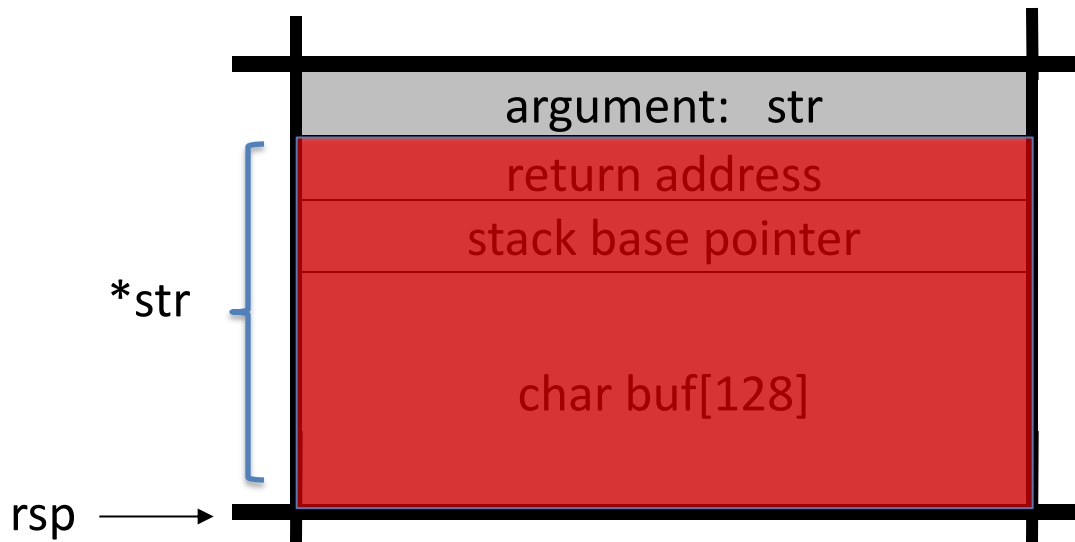 argument: str
return address
stack base pointer
*str
char buf[128]
rsp